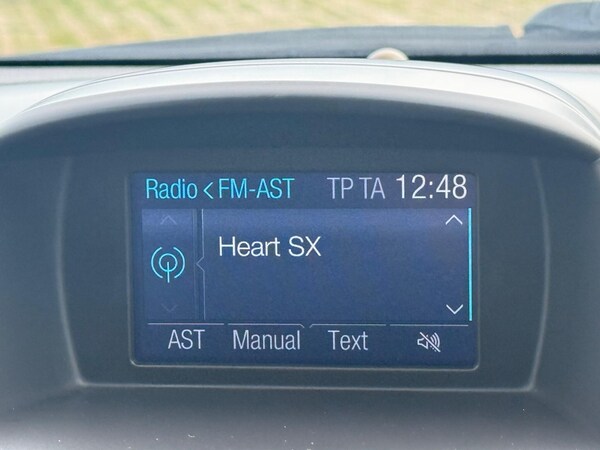 Radio < FM-AST TP TA 12:48
Heart SX
AST Manual Text